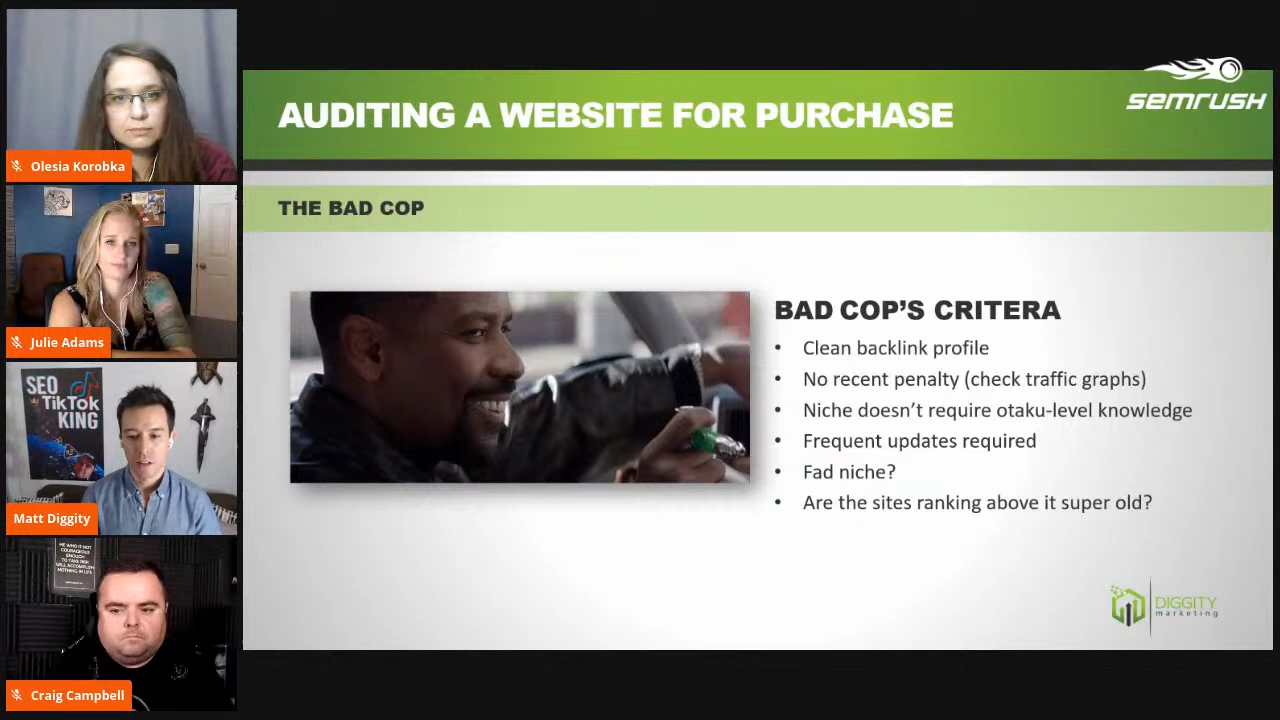 Olesia Korobka
Julie Adams
SEO
TikTok
KING
Matt Diggity
Craig Campbell
semrush
AUDITING A WEBSITE FOR PURCHASE
THE BAD COP
BAD COP’S CRITERA
• Clean backlink profile
• No recent penalty (check traffic graphs)
• Niche doesn’t require otaku-level knowledge
• Frequent updates required
• Fad niche?
• Are the sites ranking above it super old?
DIGGITY
marketing